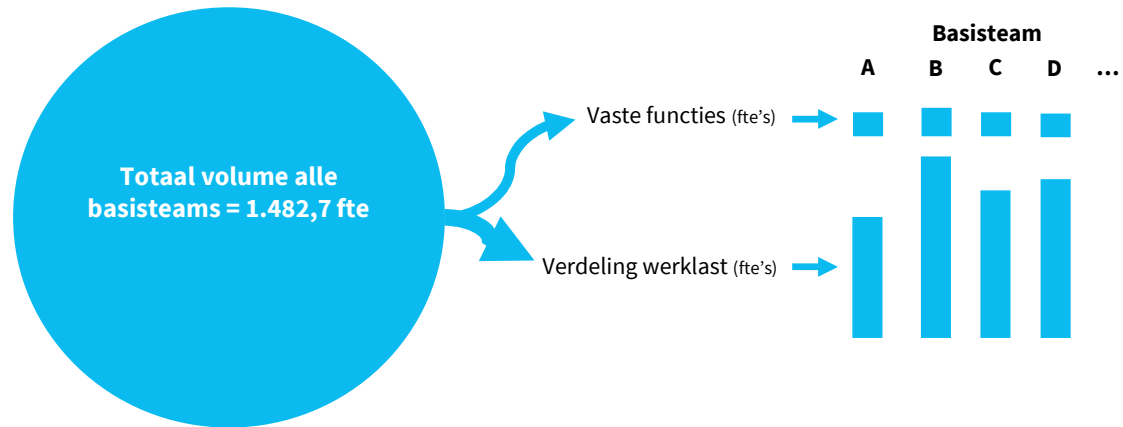 Basisteam
A B C D ...
Vaste functies (fte's)
Totaal volume alle
basisteams = 1.482,7 fte
Verdeling werklast (fte's)